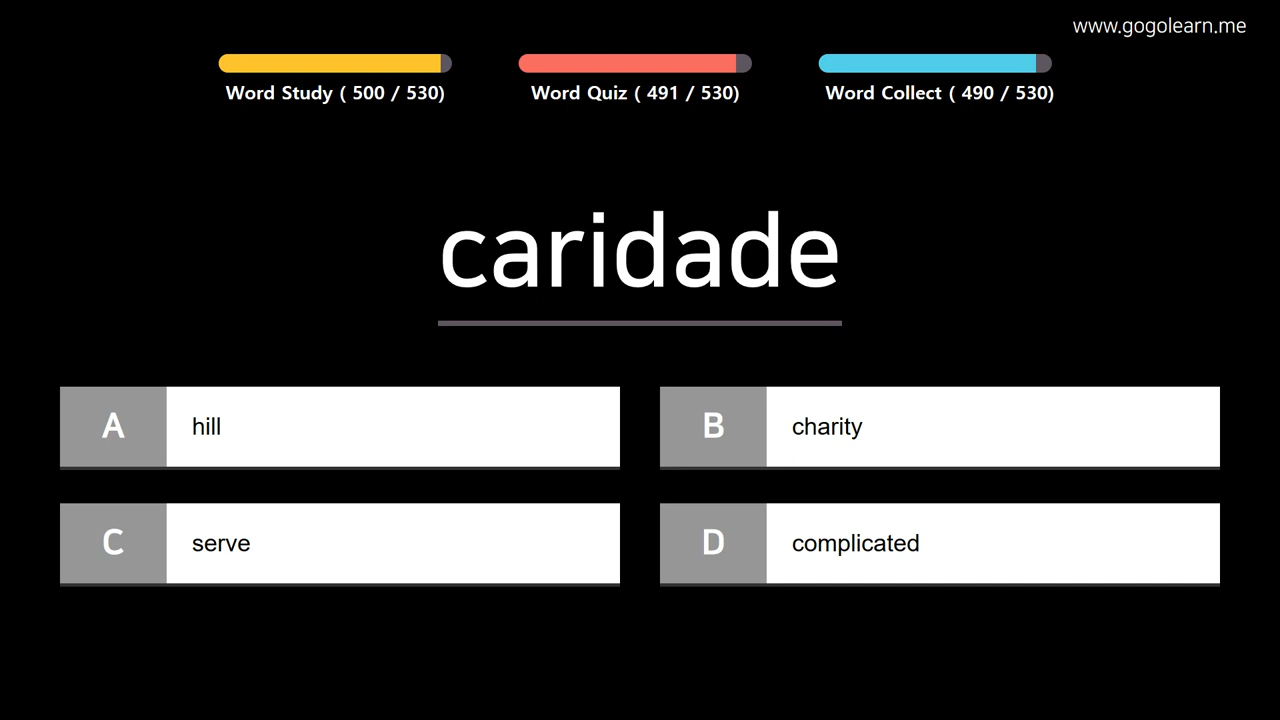 www.gogolearn.me
Word Study ( 500 / 530)
Word Quiz ( 491 / 530)
Word Collect ( 490 / 530)
caridade
A hill
B charity
C serve
D complicated